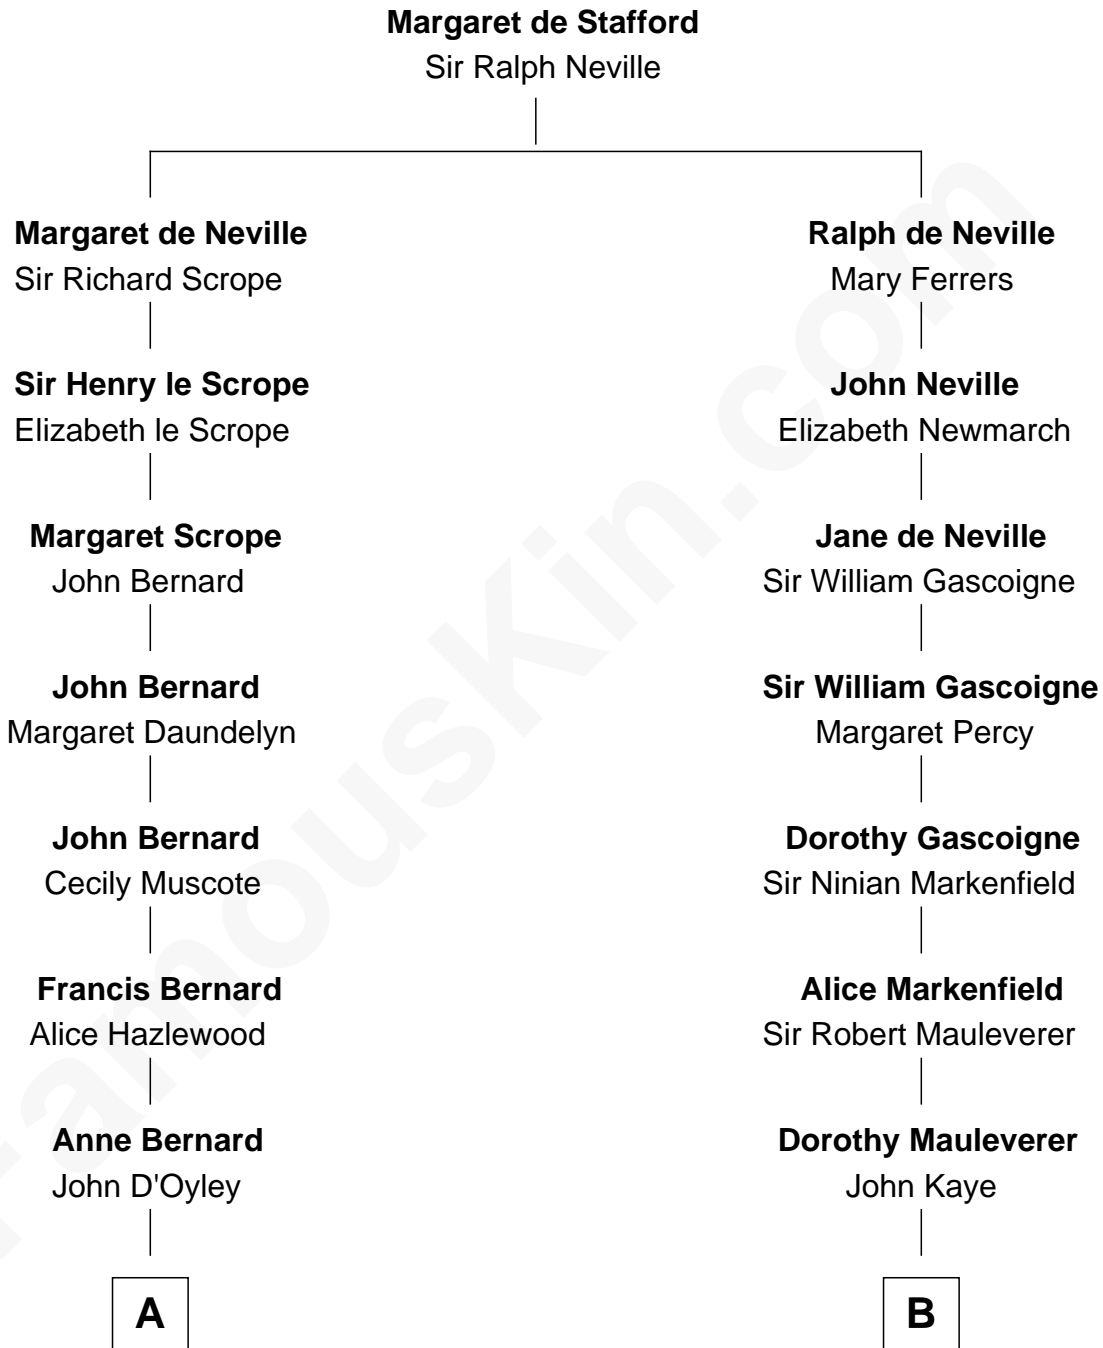 Margaret de Stafford
Sir Ralph Neville
Margaret de Neville
Sir Richard Scrope
Ralph de Neville
Mary Ferrers
Sir Henry le Scrope
Elizabeth le Scrope
John Neville
Elizabeth Newmarch
Margaret Scrope
John Bernard
Jane de Neville
Sir William Gascoigne
John Bernard
Margaret Daundelyn
Sir William Gascoigne
Margaret Percy
John Bernard
Cecily Muscote
Dorothy Gascoigne
Sir Ninian Markenfield
Francis Bernard
Alice Hazlewood
Alice Markenfield
Sir Robert Mauleverer
Anne Bernard
John D'Oyley
Dorothy Mauleverer
John Kaye
A
B
FamousKin.com